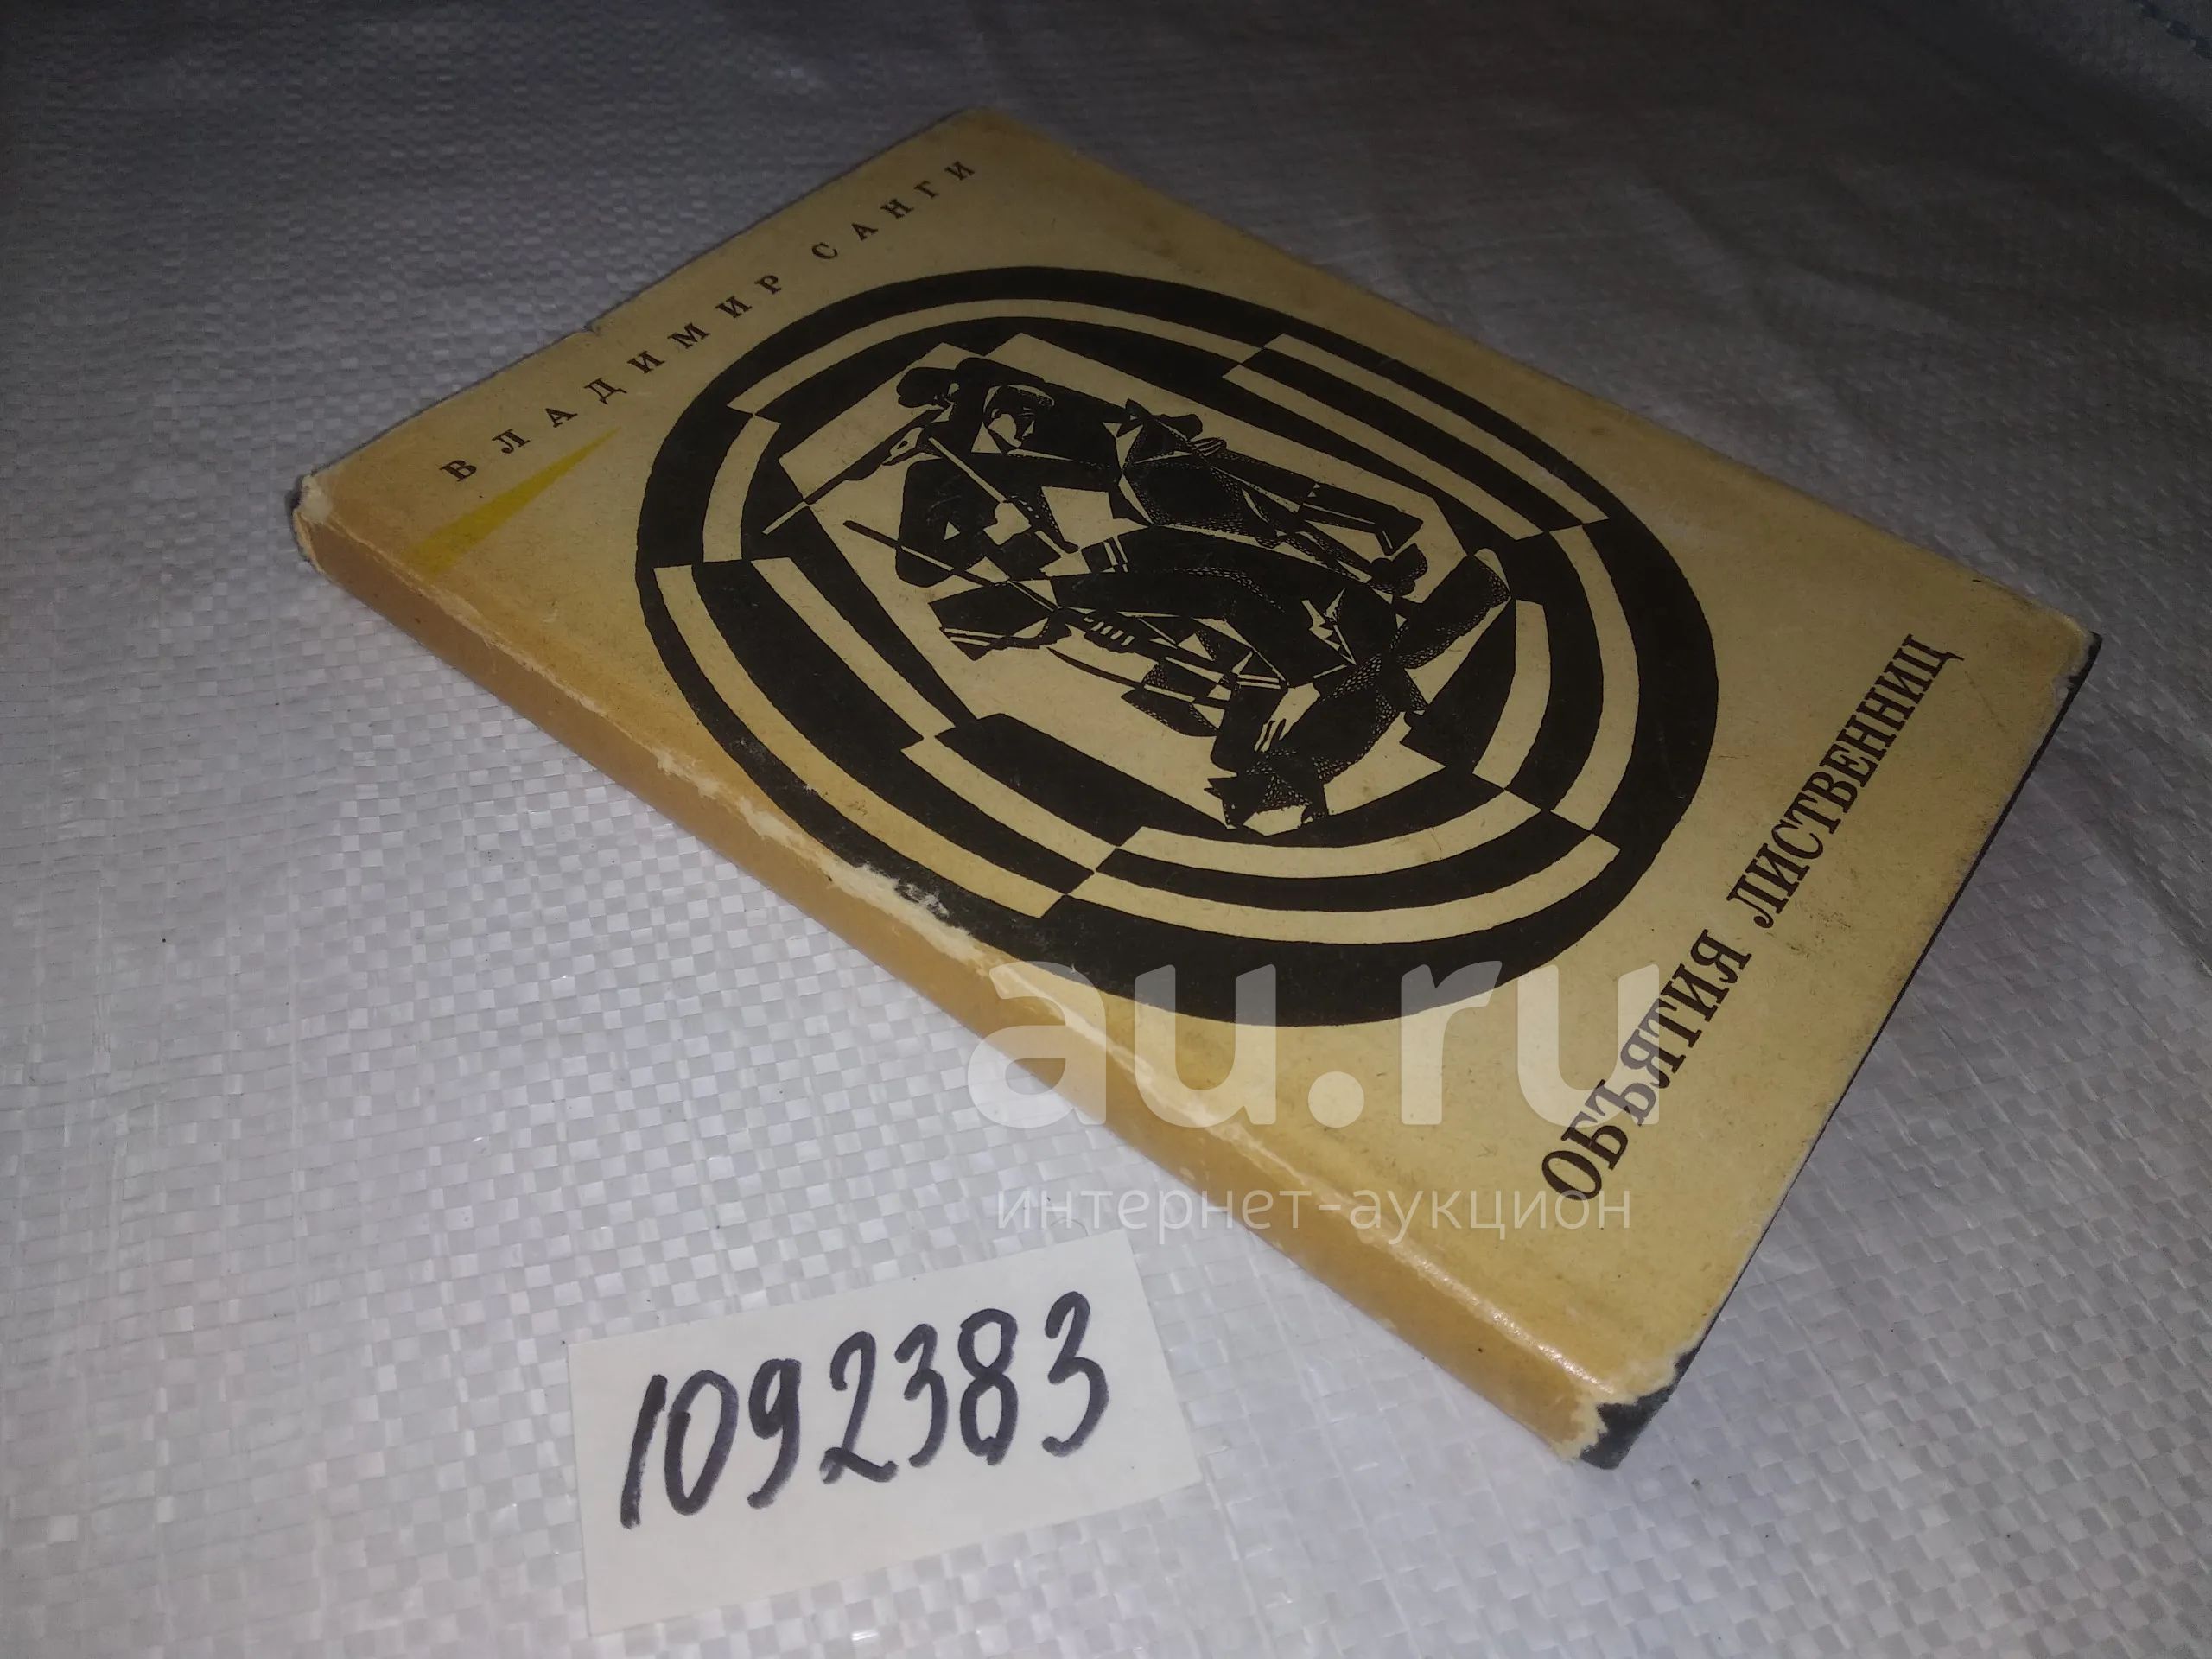 ВЛАДИМИР САНГИ
ОБЪЯТИЯ ЛИСТВЕННИЦ
au.ru
интернет-аукцион
1092383